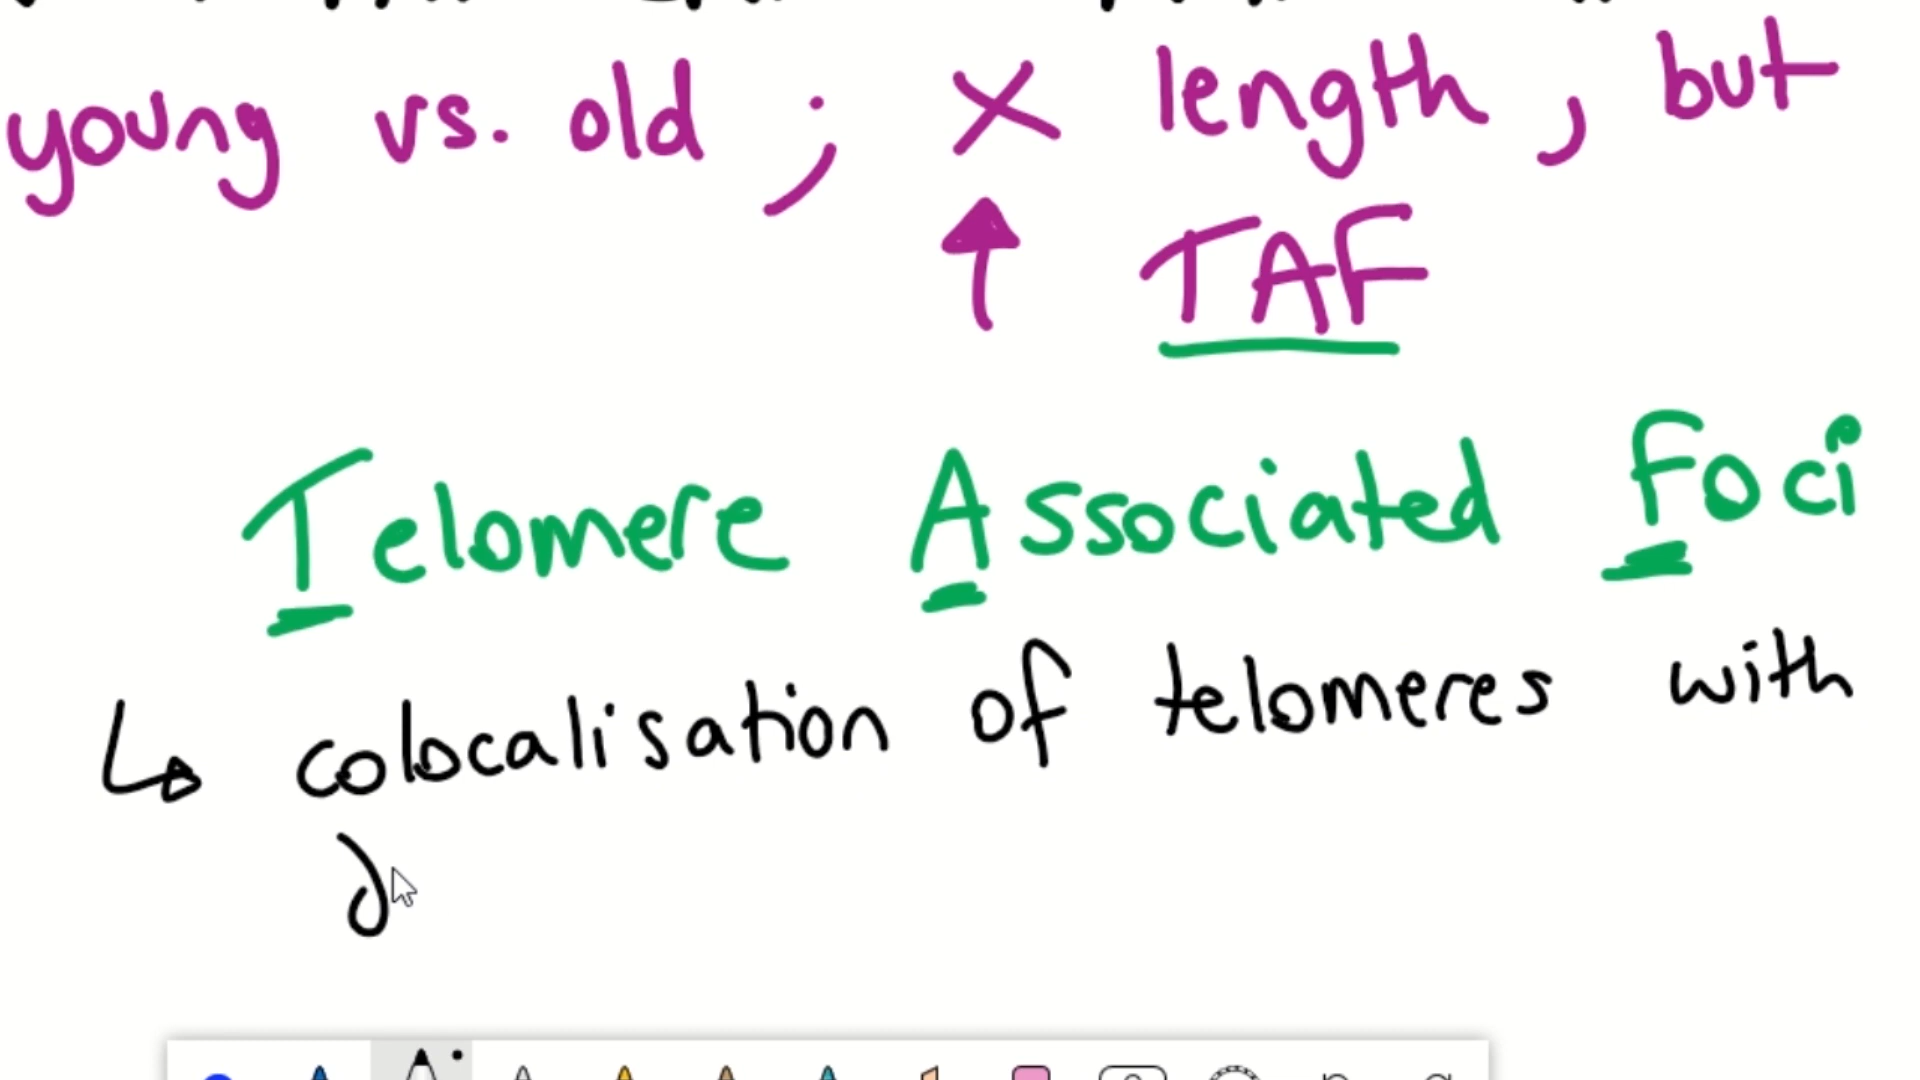 young vs. old ; X length, but
↑ TAF
Telomere Associated Foci
↳ colocalisation of telomeres with
d